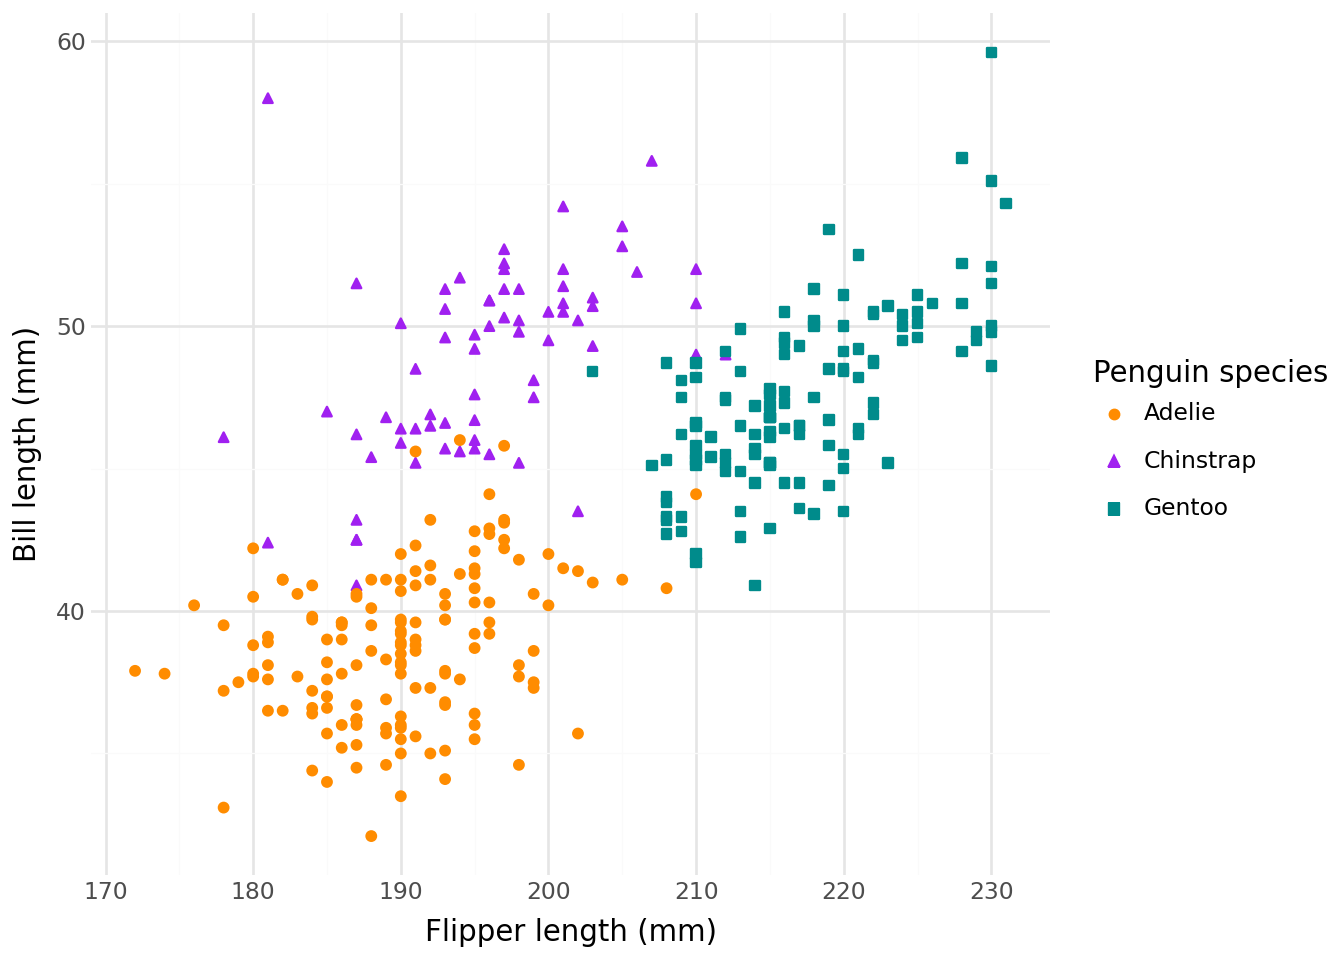 60
50
40
Bill length (mm)
170 180 190 200 210 220 230
Flipper length (mm)
Penguin species
Adelie
Chinstrap
Gentoo